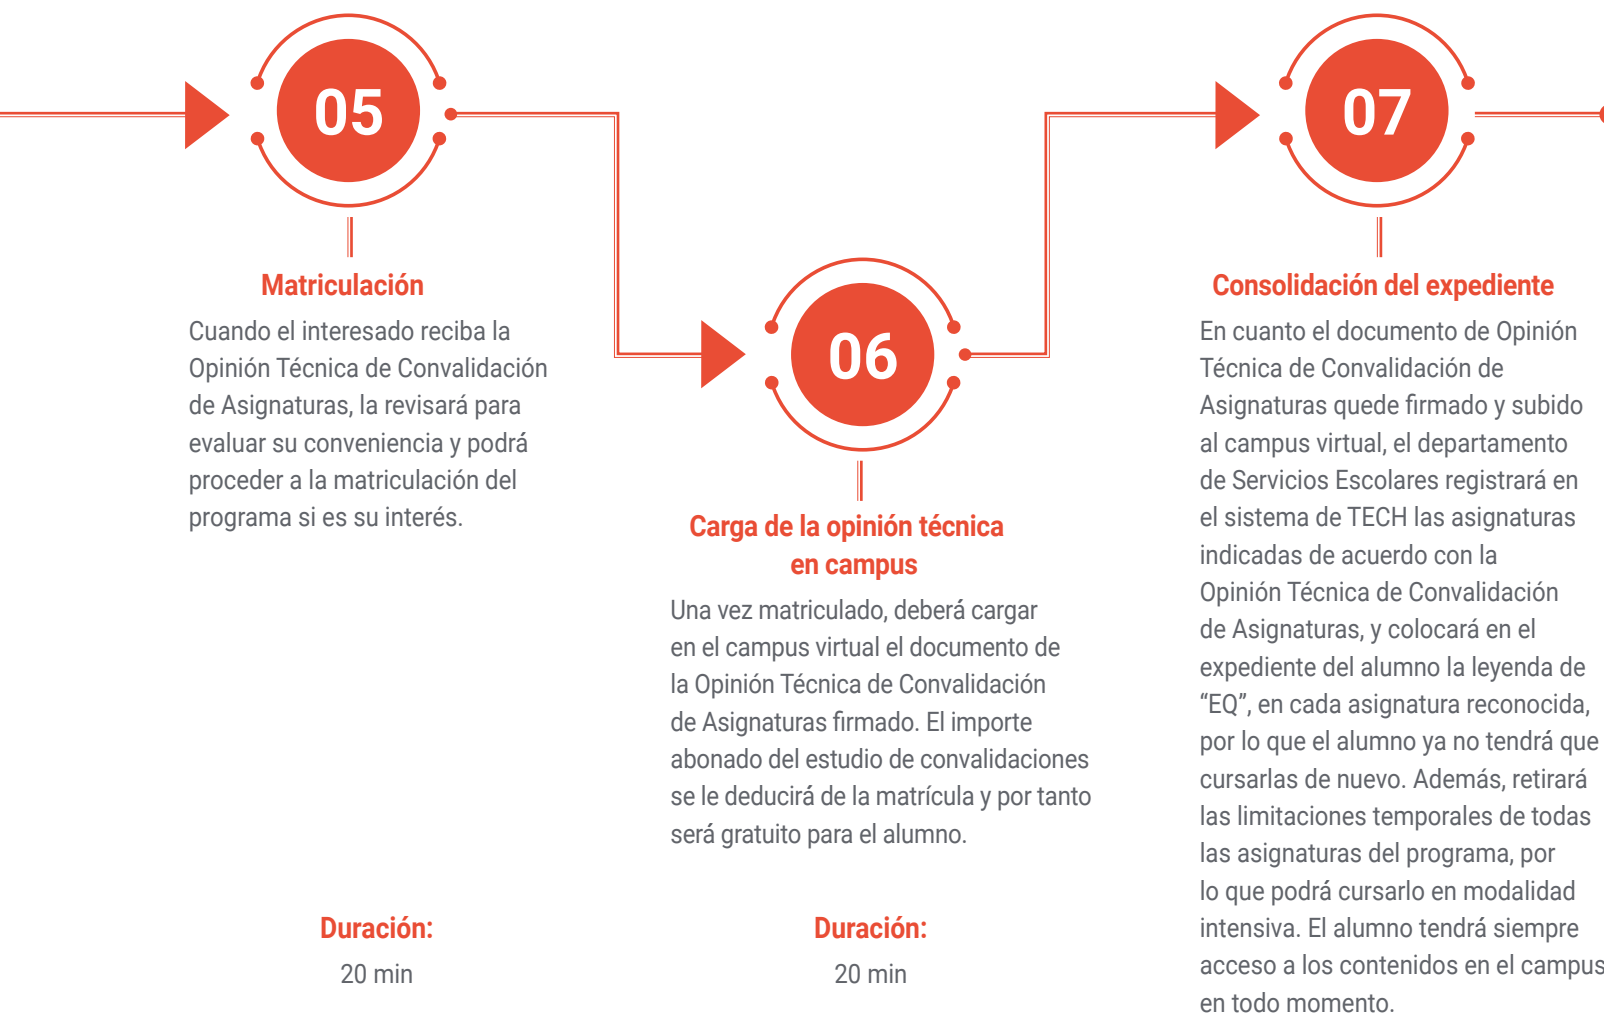 05
Matriculación
Cuando el interesado reciba la
Opinión Técnica de Convalidación
de Asignaturas, la revisará para
evaluar su conveniencia y podrá
proceder a la matriculación del
programa si es su interés.
Duración:
20 min
06
Carga de la opinión técnica
en campus
Una vez matriculado, deberá cargar
en el campus virtual el documento de
la Opinión Técnica de Convalidación
de Asignaturas firmado. El importe
abonado del estudio de convalidaciones
se le deducirá de la matrícula y por tanto
será gratuito para el alumno.
Duración:
20 min
07
Consolidación del expediente
En cuanto el documento de Opinión
Técnica de Convalidación de
Asignaturas quede firmado y subido
al campus virtual, el departamento
de Servicios Escolares registrará en
el sistema de TECH las asignaturas
indicadas de acuerdo con la
Opinión Técnica de Convalidación
de Asignaturas, y colocará en el
expediente del alumno la leyenda de
“EQ”, en cada asignatura reconocida,
por lo que el alumno ya no tendrá que
cursarlas de nuevo. Además, retirará
las limitaciones temporales de todas
las asignaturas del programa, por
lo que podrá cursarlo en modalidad
intensiva. El alumno tendrá siempre
acceso a los contenidos en el campus
en todo momento.